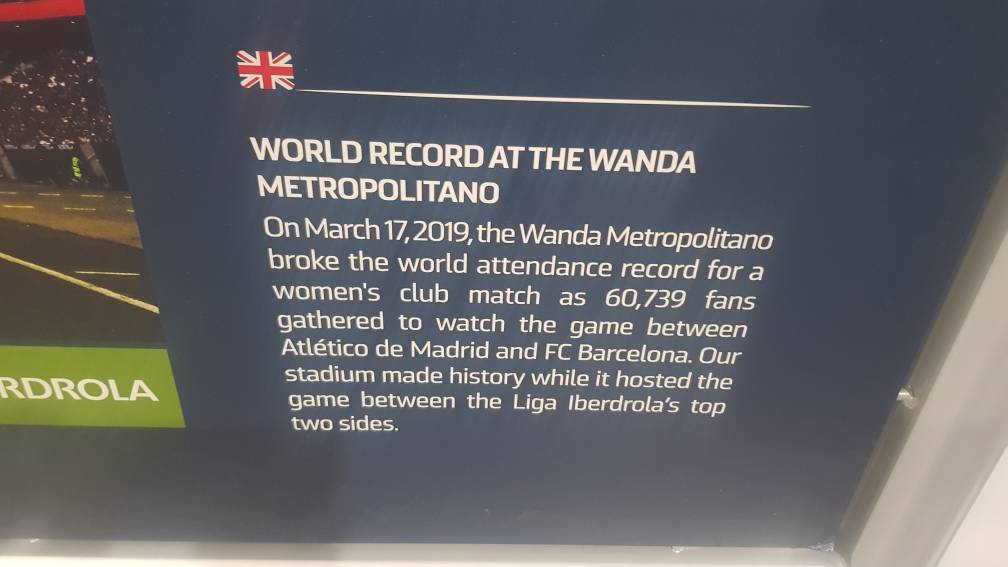 WORLD RECORD AT THE WANDA
METROPOLITANO
On March 17, 2019, the Wanda Metropolitano
broke the world attendance record for a
women's club match as 60,739 fans
gathered to watch the game between
Atlético de Madrid and FC Barcelona. Our
stadium made history while it hosted the
game between the Liga Iberdrola's top
two sides.
RDROLA